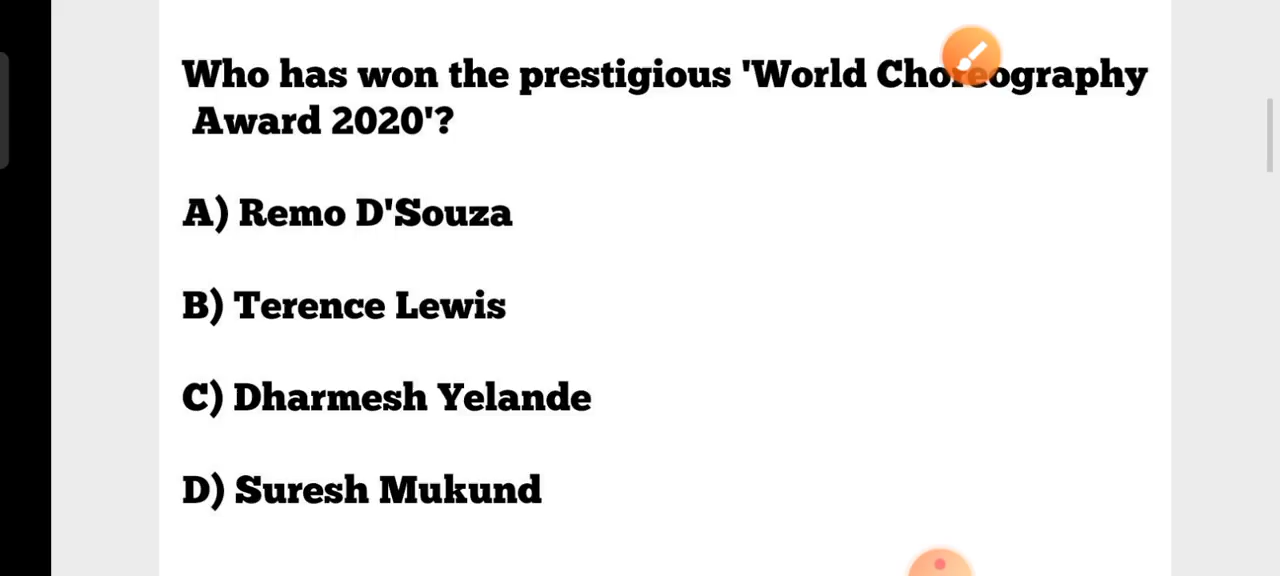 Who has won the prestigious 'World Choreography
Award 2020'?
A) Remo D'Souza
B) Terence Lewis
C) Dharmesh Yelande
D) Suresh Mukund